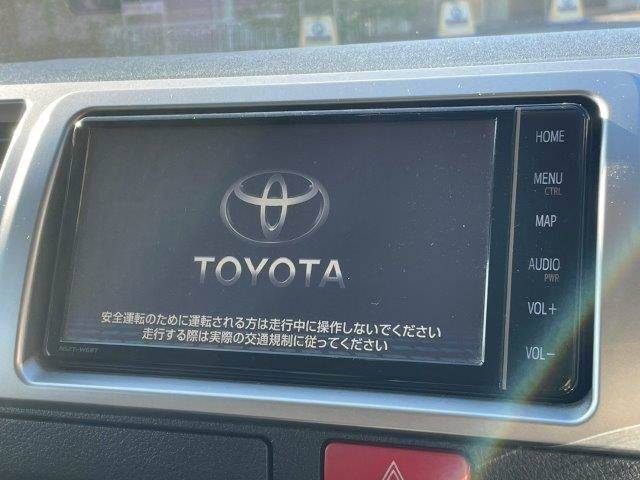 HOME
MENU
CTRL
MAP
TOYOTA
AUDIO
PWR
VOL+
安全運転のために運転される方は走行中に操作しないでください
走行する際は実際の交通規制に従ってください
NSZT-W68T
VOL-